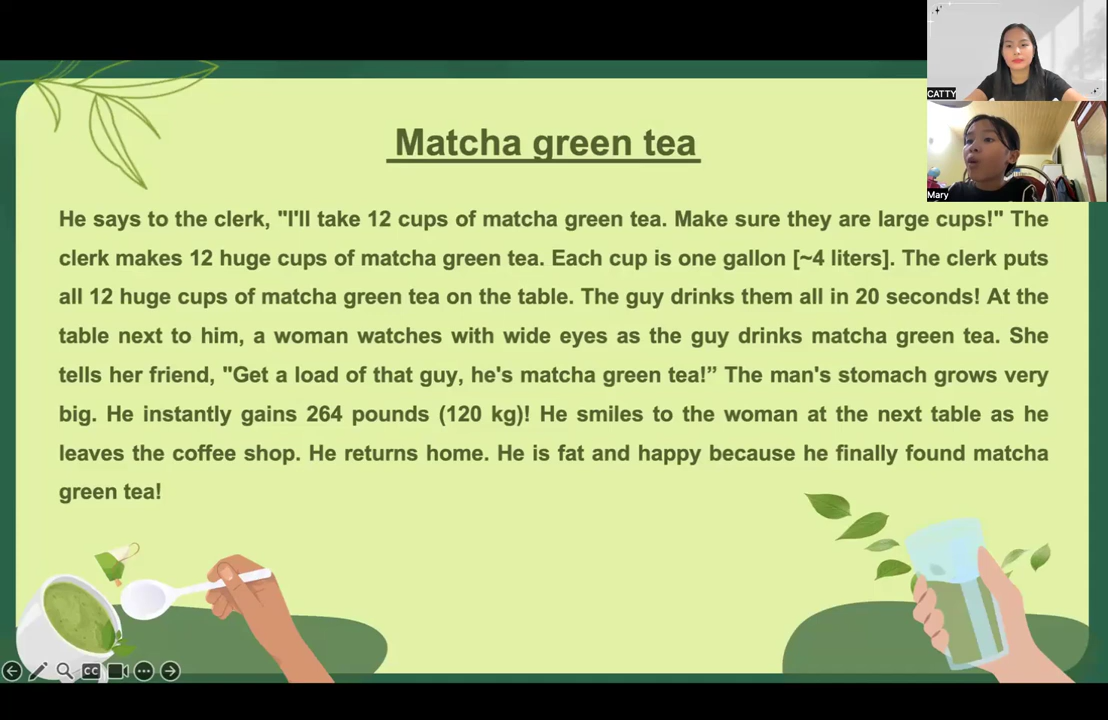 Matcha green tea
He says to the clerk, "I'll take 12 cups of matcha green tea. Make sure they are large cups!" The
clerk makes 12 huge cups of matcha green tea. Each cup is one gallon [~4 liters]. The clerk puts
all 12 huge cups of matcha green tea on the table. The guy drinks them all in 20 seconds! At the
table next to him, a woman watches with wide eyes as the guy drinks matcha green tea. She
tells her friend, "Get a load of that guy, he's matcha green tea!” The man's stomach grows very
big. He instantly gains 264 pounds (120 kg)! He smiles to the woman at the next table as he
leaves the coffee shop. He returns home. He is fat and happy because he finally found matcha
green tea!
CATTY
Mary
CC